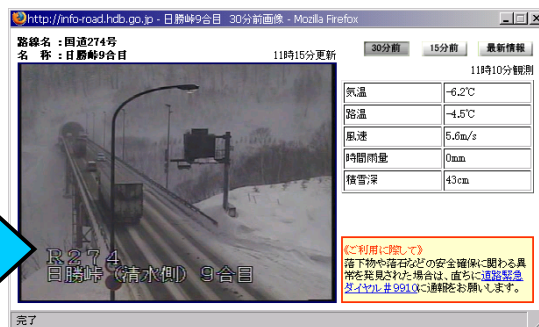 http://info-road.hdb.go.jp - 日勝峠9合目 30分前画像 - Mozilla Firefox
路線名 : 国道274号
名 称 : 日勝峠9合目
11時15分更新
30分前 15分前 最新情報
11時10分観測
気温 -6.2℃
路温 -4.5℃
風速 5.6m/s
時間雨量 0mm
積雪深 43cm
R274
日勝峠(清水側)9合目
《ご利用に際して》
落下物や落石などの安全確保に関わる異
常を発見された場合は、直ちに道路緊急
ダイヤル#9910に通報をお願いします。
完了